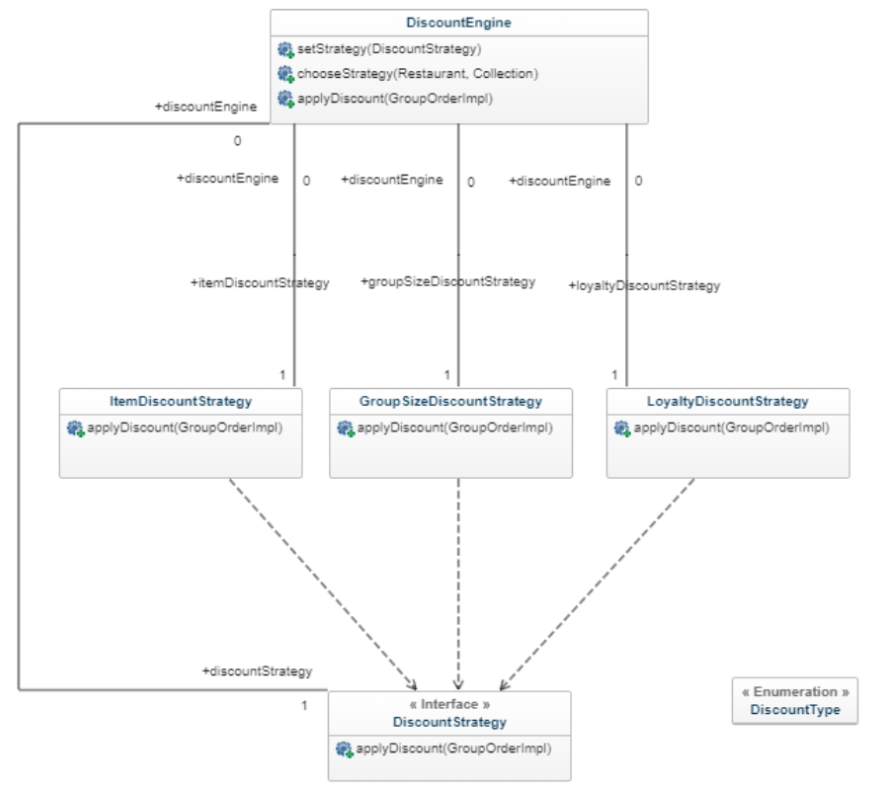 DiscountEngine
setStrategy(DiscountStrategy)
chooseStrategy(Restaurant, Collection)
applyDiscount(GroupOrderImpl)
+discountEngine
0
+discountEngine
0
+discountEngine
0
+discountEngine
0
+itemDiscountStrategy
+groupSizeDiscountStrategy
+loyaltyDiscountStrategy
1
1
1
ItemDiscountStrategy
applyDiscount(GroupOrderImpl)
GroupSizeDiscountStrategy
applyDiscount(GroupOrderImpl)
LoyaltyDiscountStrategy
applyDiscount(GroupOrderImpl)
+discountStrategy
1
« Interface »
DiscountStrategy
applyDiscount(GroupOrderImpl)
« Enumeration »
DiscountType